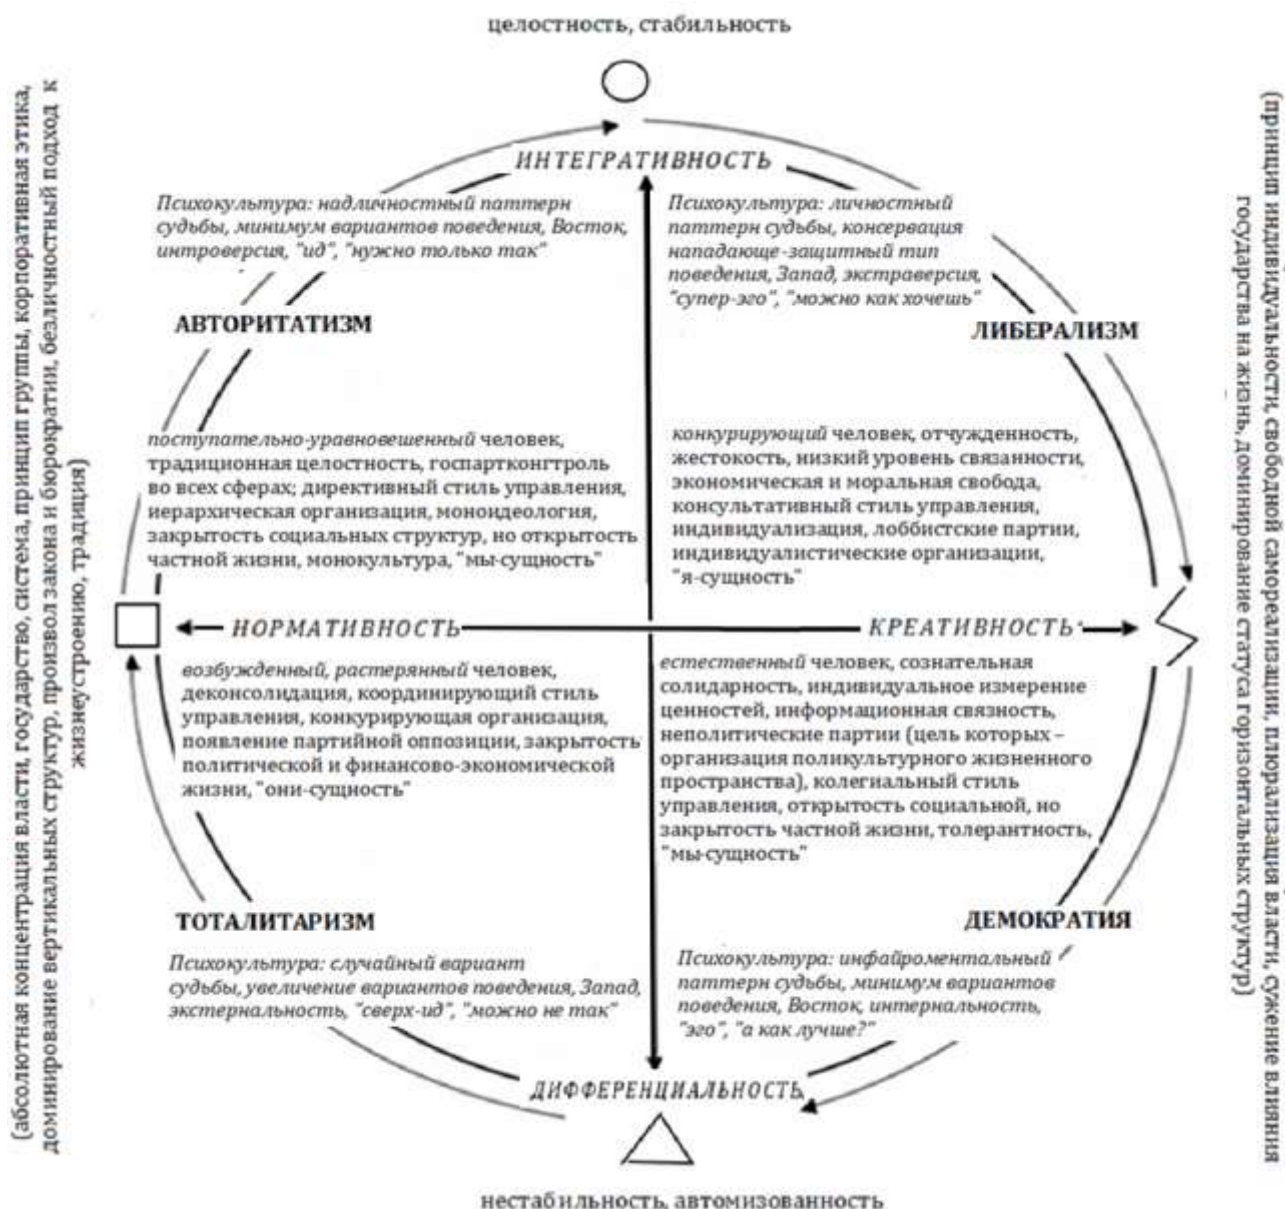 целостность, стабильность
(абсолютная концентрация власти, государство, система, принцип группы, корпоративная этика,
доминирование вертикальных структур, произвол закона и бюрократии, безличностный подход к
жизнеустроению, традиция)
ИНТЕГРАТИВНОСТЬ
Психокультура: надличностный паттерн
судьбы, минимум вариантов поведения, Восток,
интроверсия, "ид", "нужно только так"
АВТОРИТАТИЗМ
поступательно-уравновешенный человек,
традиционная целостность, госпартконгтроль
во всех сферах; директивный стиль управления,
иерархическая организация, моноидеология,
закрытость социальных структур, но открытость
частной жизни, монокультура, "мы-сущность"
Психокультура: личностный
паттерн судьбы, консервация
нападающе-защитный тип
поведения, Запад, экстраверсия,
"супер-эго", "можно как хочешь"
ЛИБЕРАЛИЗМ
конкурирующий человек, отчужденность,
жестокость, низкий уровень связанности,
экономическая и моральная свобода,
консультативный стиль управления,
индивидуализация, лоббистские партии,
индивидуалистические организации,
"я-сущность"
НОРМАТИВНОСТЬ
КРЕАТИВНОСТЬ
возбужденный, растерянный человек,
деконсолидация, координирующий стиль
управления, конкурирующая организация,
появление партийной оппозиции, закрытость
политической и финансово-экономической
жизни, "они-сущность"
ТОТАЛИТАРИЗМ
Психокультура: случайный вариант
судьбы, увеличение вариантов поведения, Запад,
экстернальность, "сверх-ид", "можно не так"
естественный человек, сознательная
солидарность, индивидуальное измерение
ценностей, информационная связность,
неполитические партии (цель которых –
организация поликультурного жизненного
пространства), колегиальный стиль
управления, открытость социальной, но
закрытость частной жизни, толерантность,
"мы-сущность"
ДЕМОКРАТИЯ
Психокультура: инфайроментальный
паттерн судьбы, минимум вариантов
поведения, Восток, интернальность,
"эго", "а как лучше?"
ДИФФЕРЕНЦИАЛЬНОСТЬ
(принцип индивидуальности, свободной самореализации, плюрализация власти, сужение влияния
государства на жизнь, доминирование статуса горизонтальных структур)
нестабильность, автомизованность